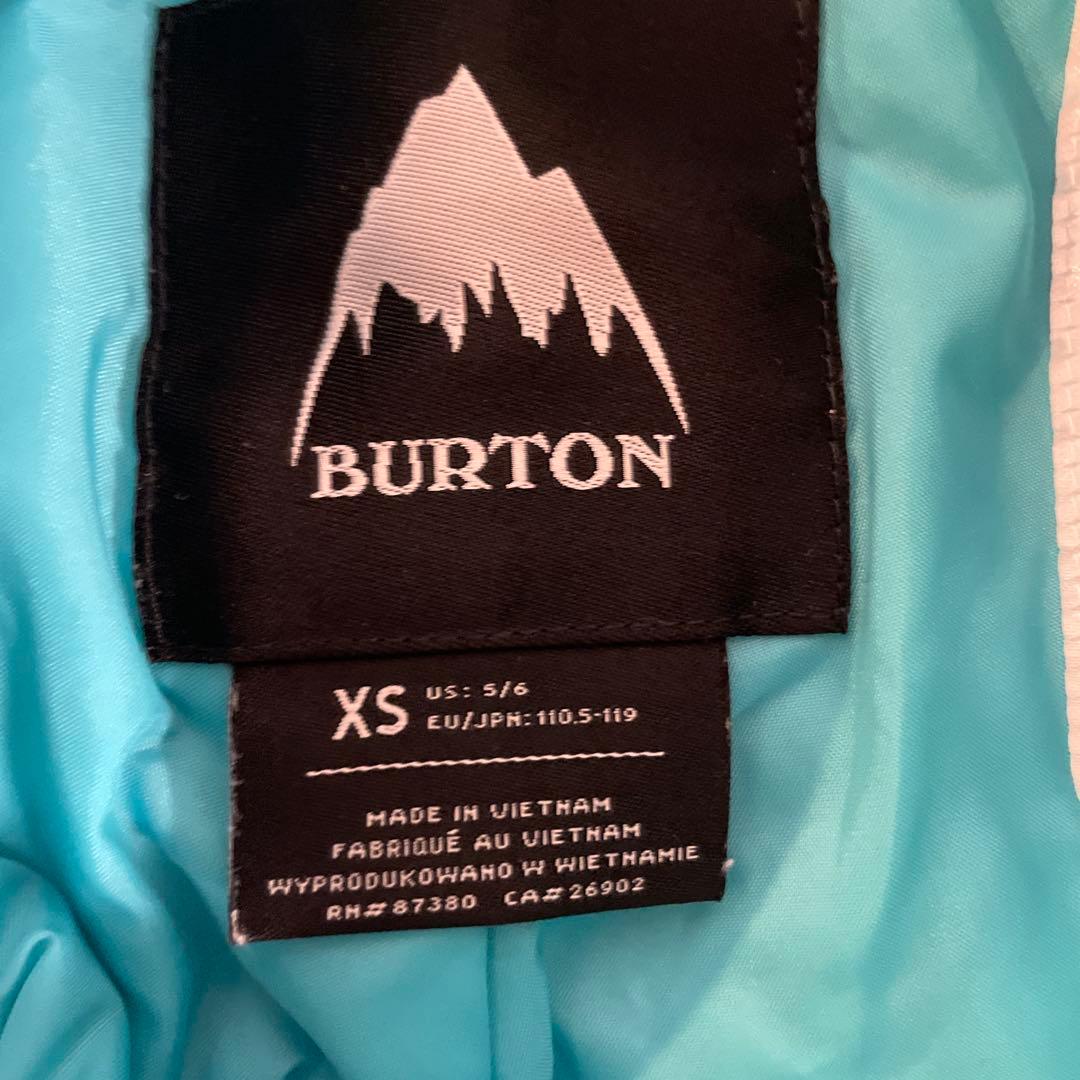 BURTON
XS US: 5/6
EU/JPN: 110.5-119
MADE IN VIETNAM
FABRIQUÉ AU VIETNAM
WYPRODUKOWANO W WIETNAMIE
RN# 87380 CA# 26902